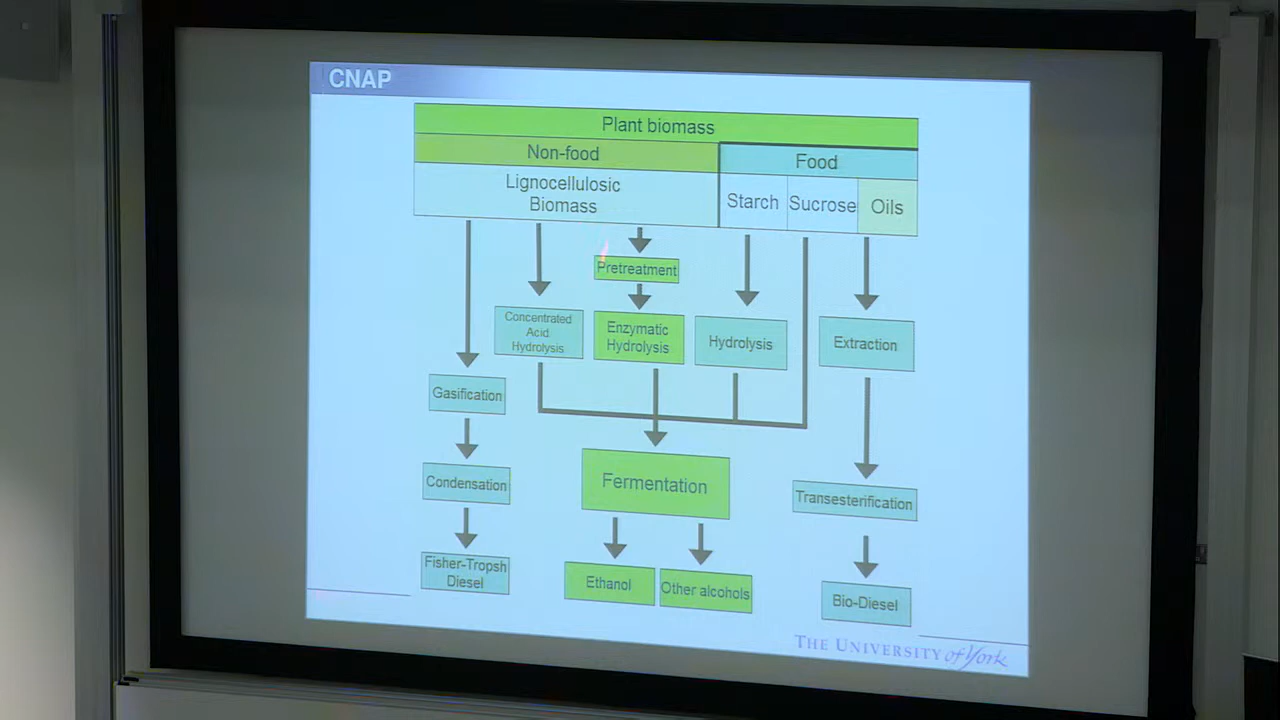 CNAP
Plant biomass
Non-food
Food
Lignocellulosic
Biomass
Starch
Sucrose
Oils
Pretreatment
Concentrated
Acid
Hydrolysis
Enzymatic
Hydrolysis
Hydrolysis
Extraction
Gasification
Condensation
Fermentation
Transesterification
Fisher-Tropsh
Diesel
Ethanol
Other alcohols
Bio-Diesel
THE UNIVERSITY of York